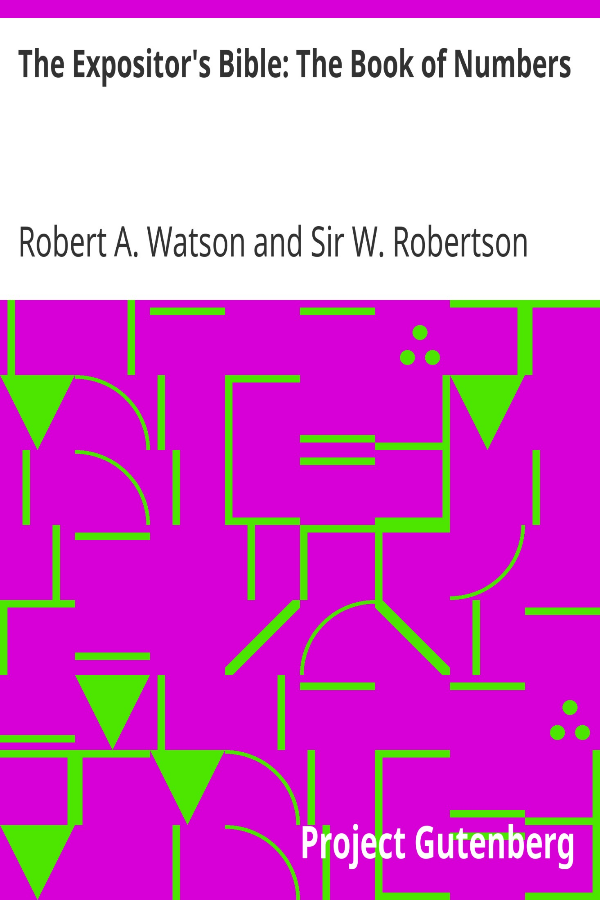 The Expositor's Bible: The Book of Numbers
Robert A. Watson and Sir W. Robertson
Project Gutenberg